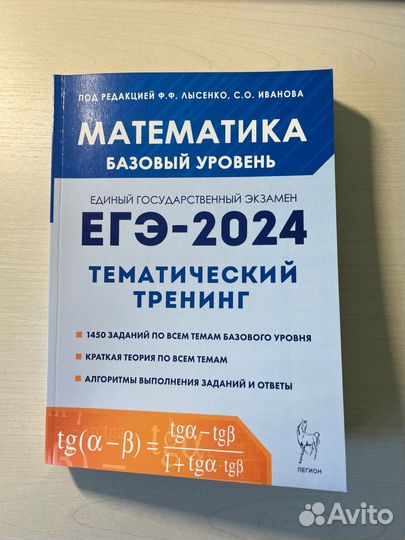 ПОД РЕДАКЦИЕЙ Ф.Ф. ЛЫСЕНКО, С.О. ИВАНОВА
МАТЕМАТИКА
БАЗОВЫЙ УРОВЕНЬ
ЕДИНЫЙ ГОСУДАРСТВЕННЫЙ ЭКЗАМЕН
ЕГЭ-2024
ТЕМАТИЧЕСКИЙ
ТРЕНИНГ
1450 ЗАДАНИЙ ПО ВСЕМ ТЕМАМ БАЗОВОГО УРОВНЯ
КРАТКАЯ ТЕОРИЯ ПО ВСЕМ ТЕМАМ
АЛГОРИТМЫ ВЫПОЛНЕНИЯ ЗАДАНИЙ И ОТВЕТЫ
tg(α−β) = (tgα−tgβ)/(1+tgα·tgβ)
ЛЕГИОН
Avito